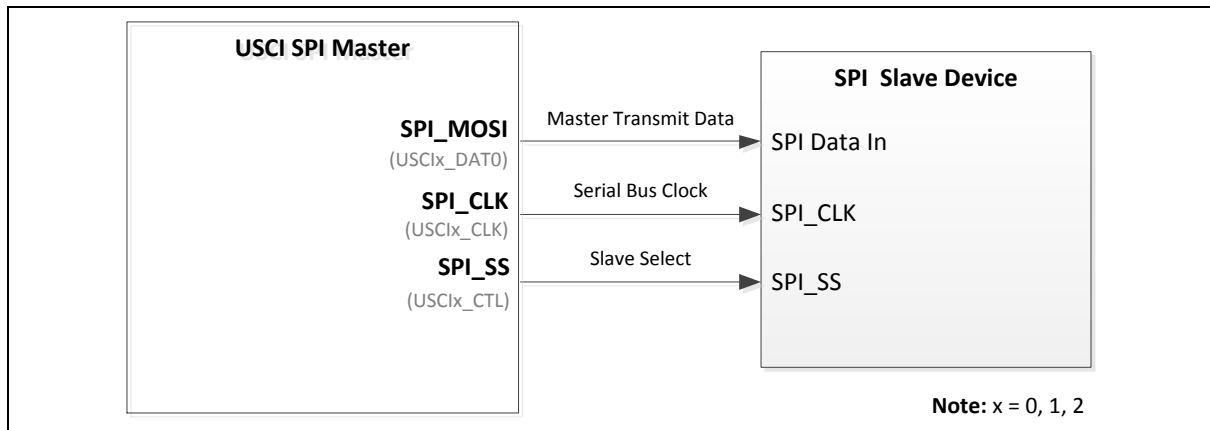 USCI SPI Master
SPI_MOSI
(USCIx_DAT0)
SPI_CLK
(USCIx_CLK)
SPI_SS
(USCIx_CTL)
Master Transmit Data
Serial Bus Clock
Slave Select
SPI Slave Device
SPI Data In
SPI_CLK
SPI_SS
Note: x = 0, 1, 2